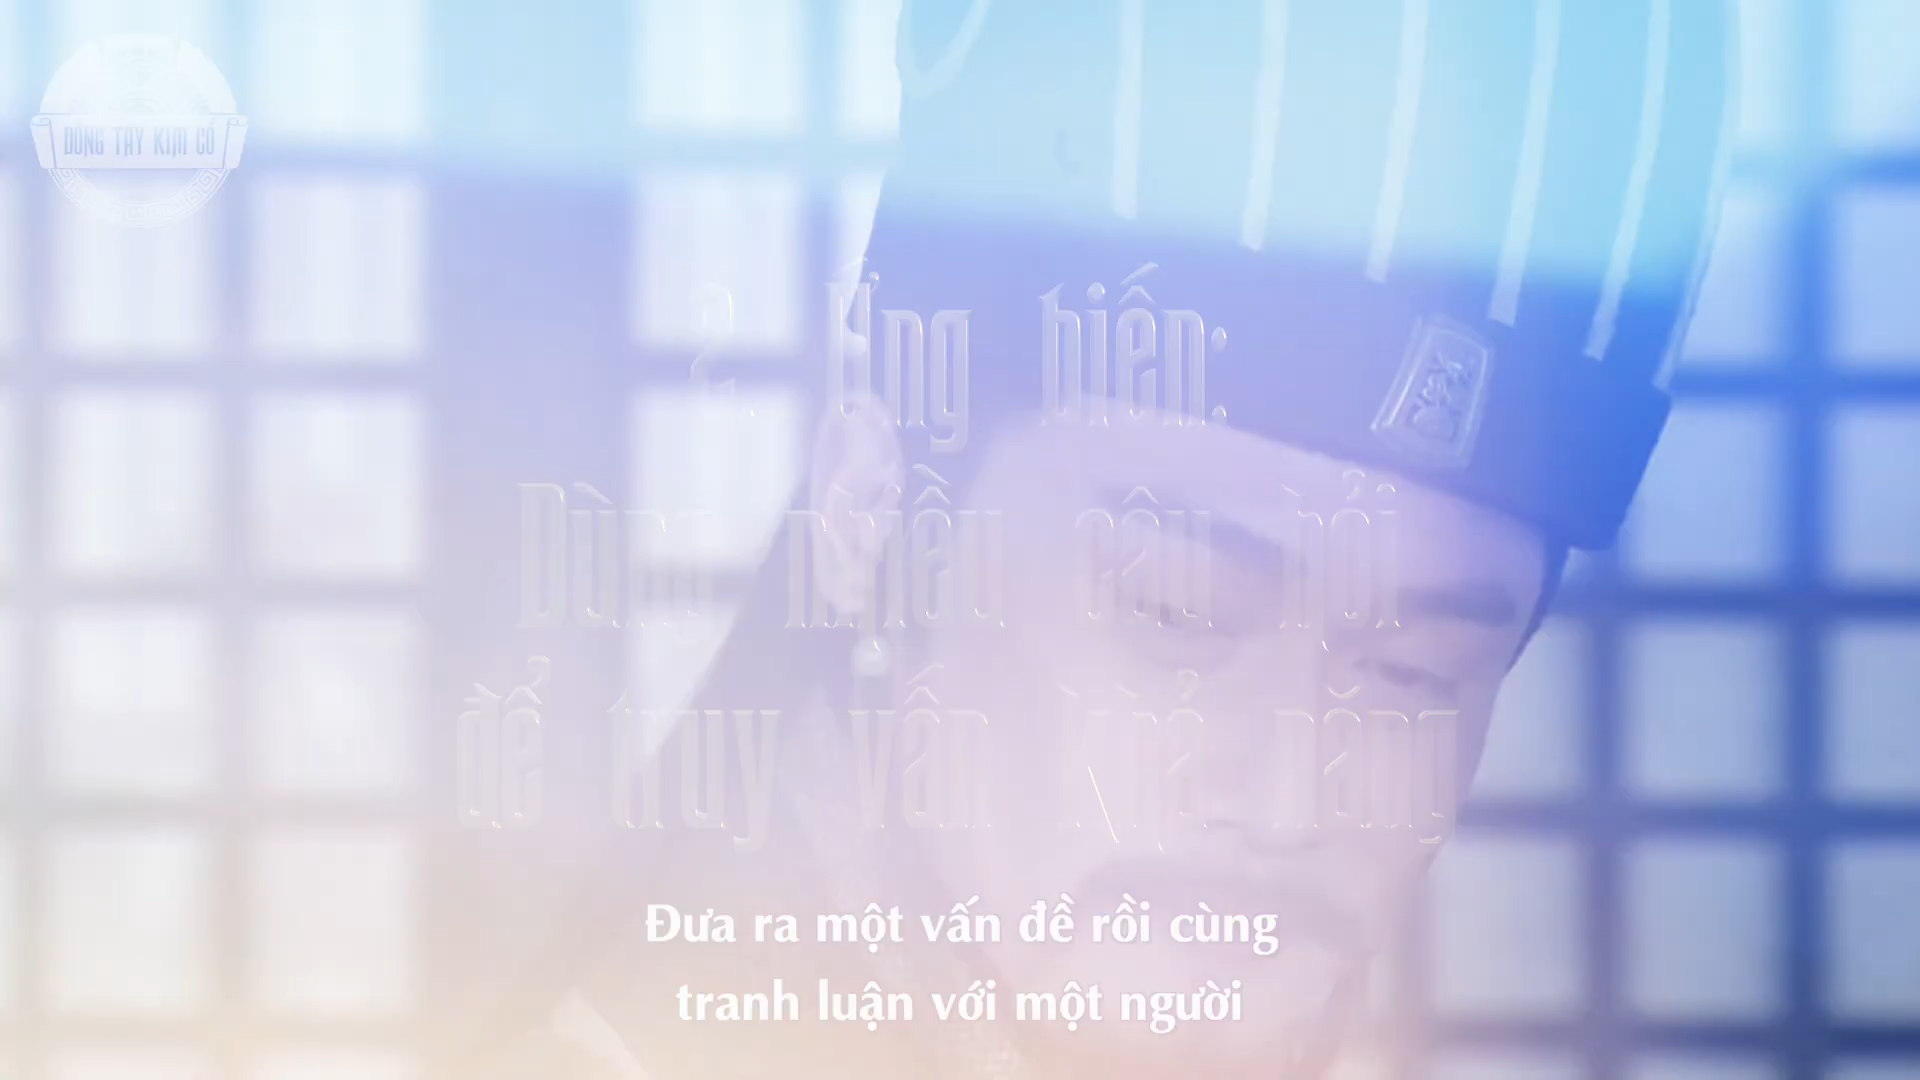 ĐÔNG TÂY KIM CỔ
2. Ứng biến:
Dùng nhiều câu hỏi
để truy vấn khả năng
Đưa ra một vấn đề rồi cùng
tranh luận với một người